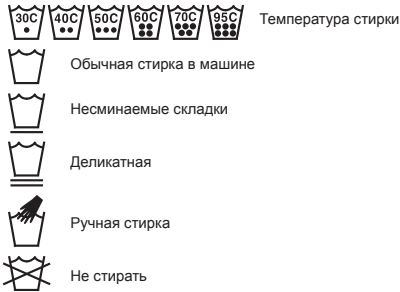 30C 40C 50C 60C 70C 95C Температура стирки
Обычная стирка в машине
Несминаемые складки
Деликатная
Ручная стирка
Не стирать